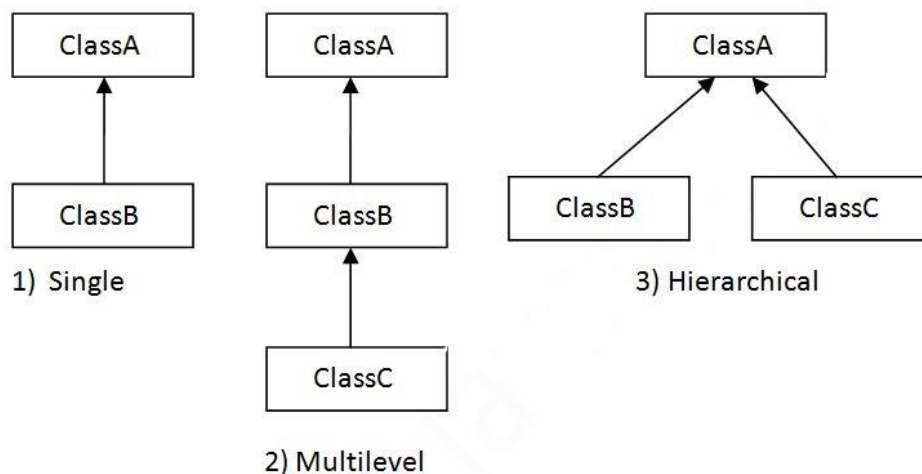 ClassA
ClassB
1) Single
ClassA
ClassB
ClassC
2) Multilevel
ClassA
ClassB
ClassC
3) Hierarchical